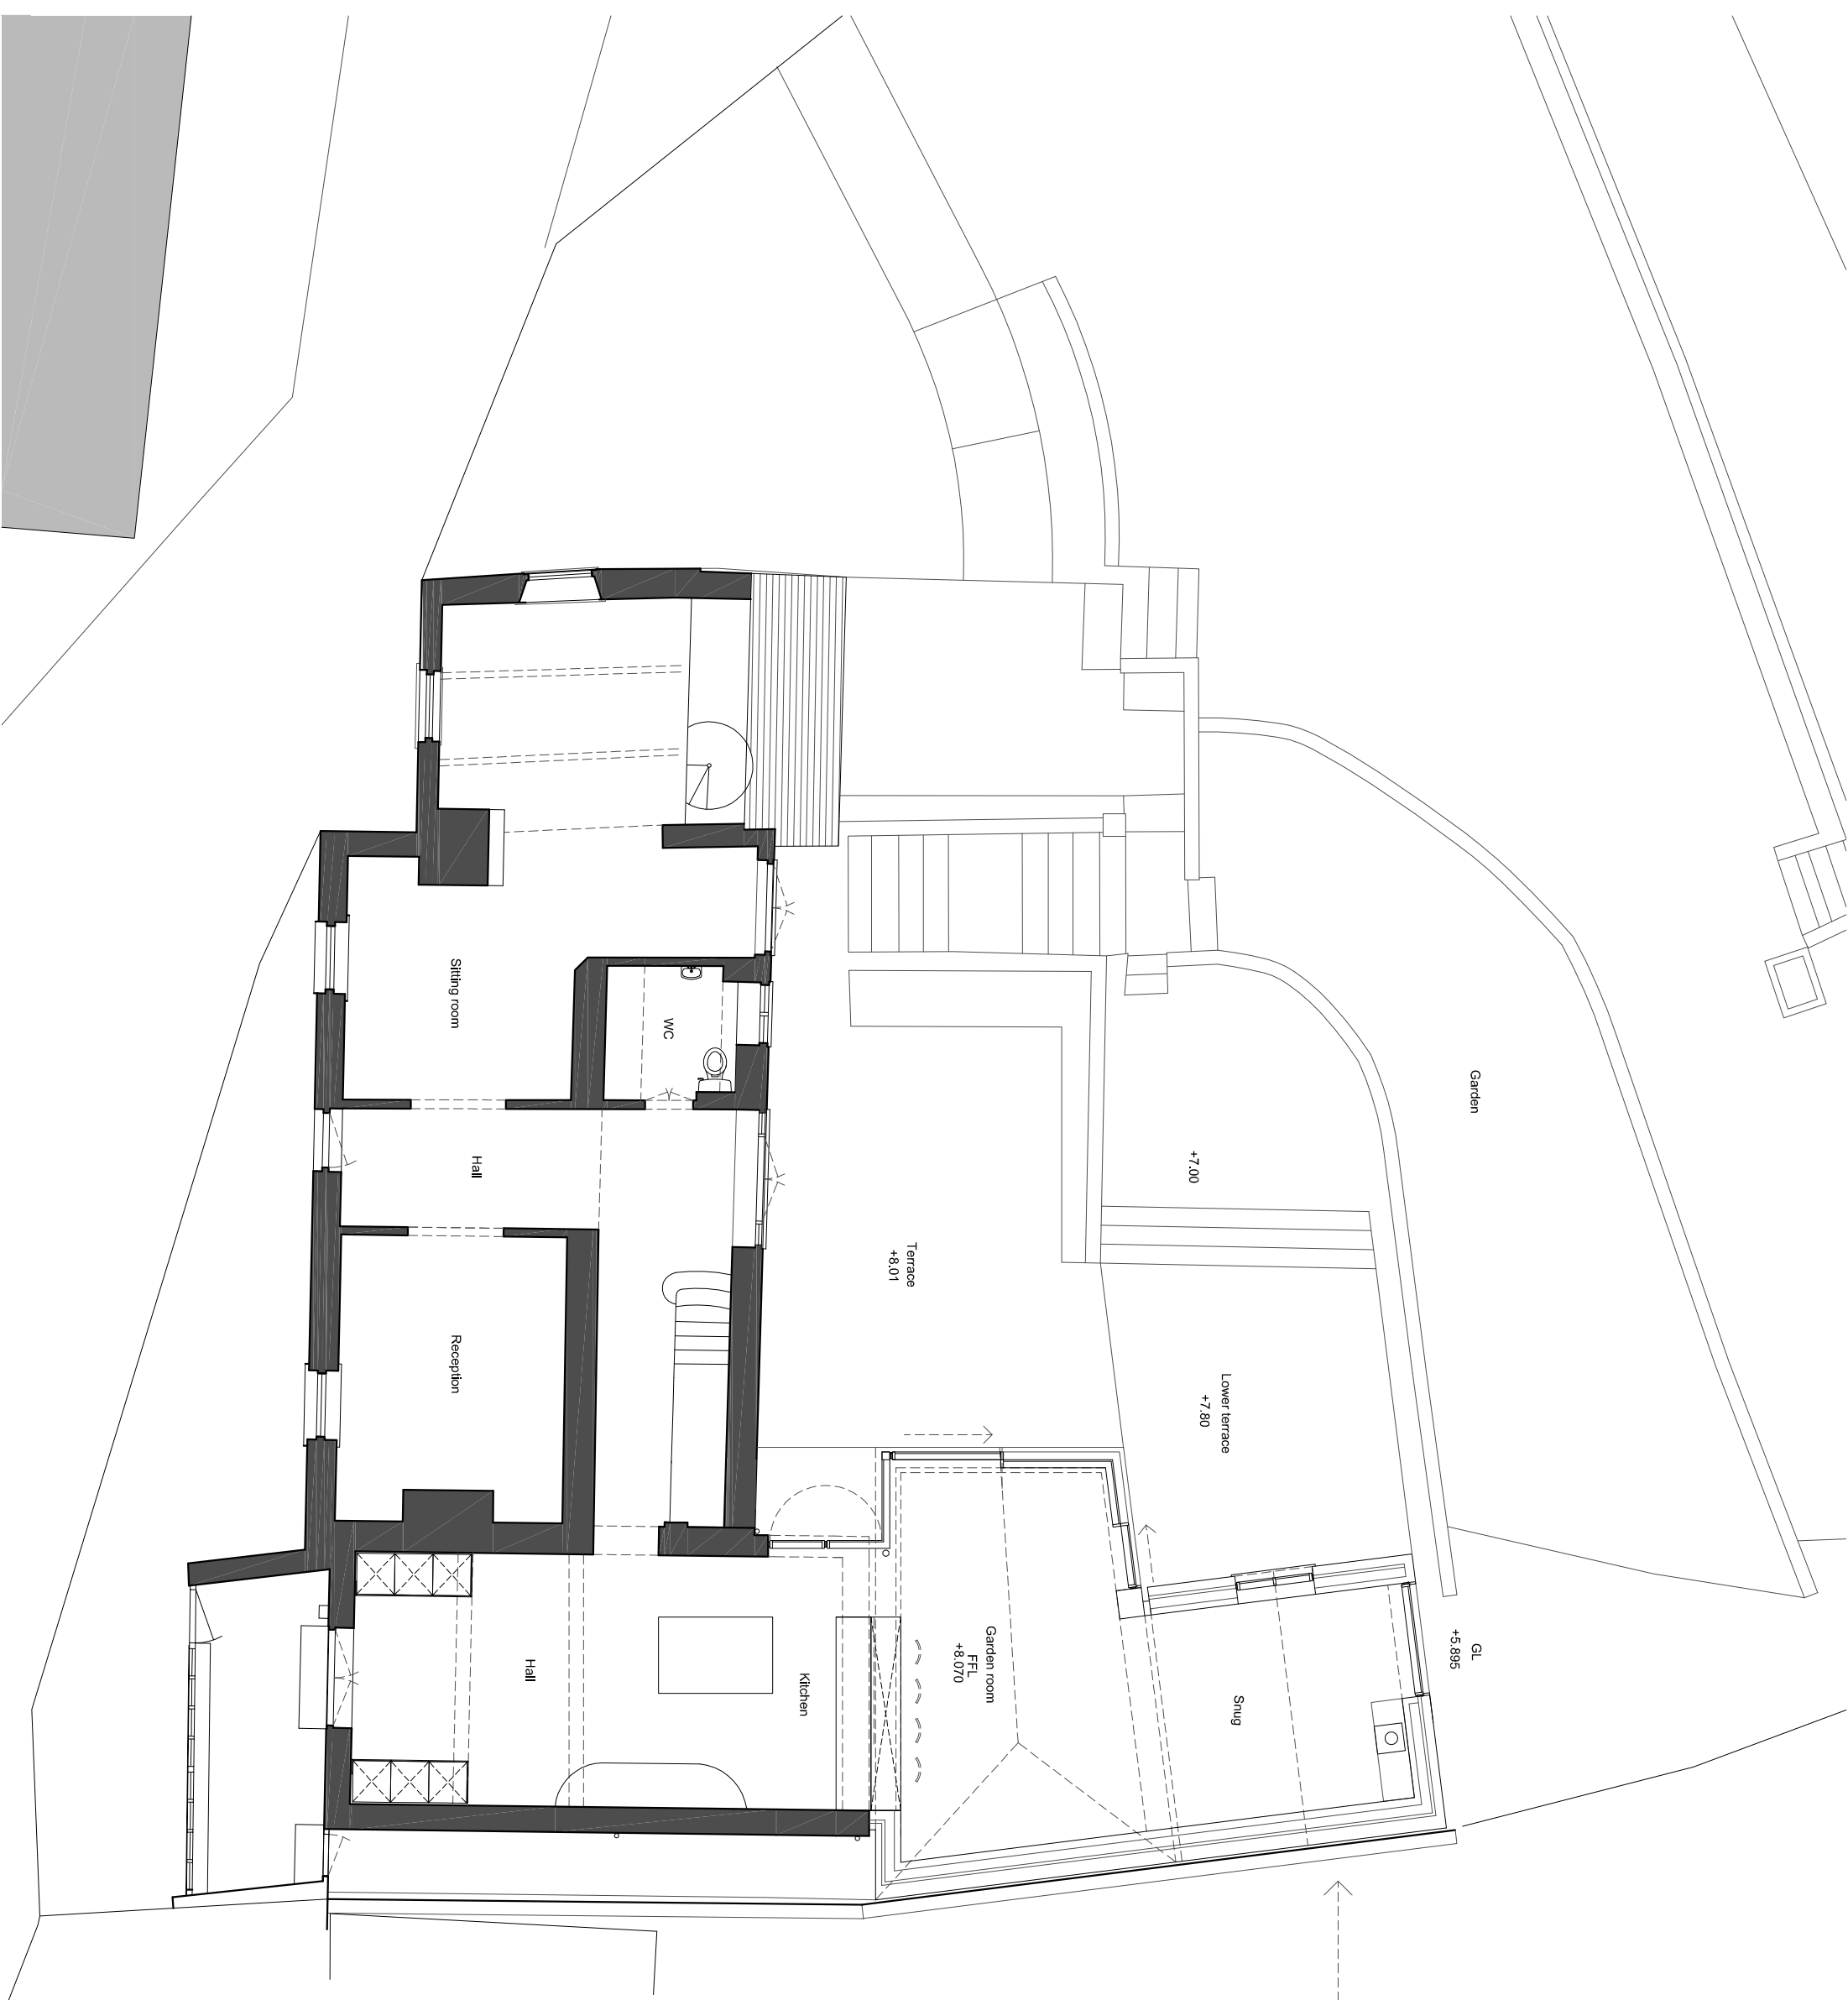 Sitting room
WC
Hall
Reception
Hall
Kitchen
Garden room
FFL
+8.070
Snug
Terrace
+8.01
Lower terrace
+7.80
+7.00
Garden
GL
+5.895